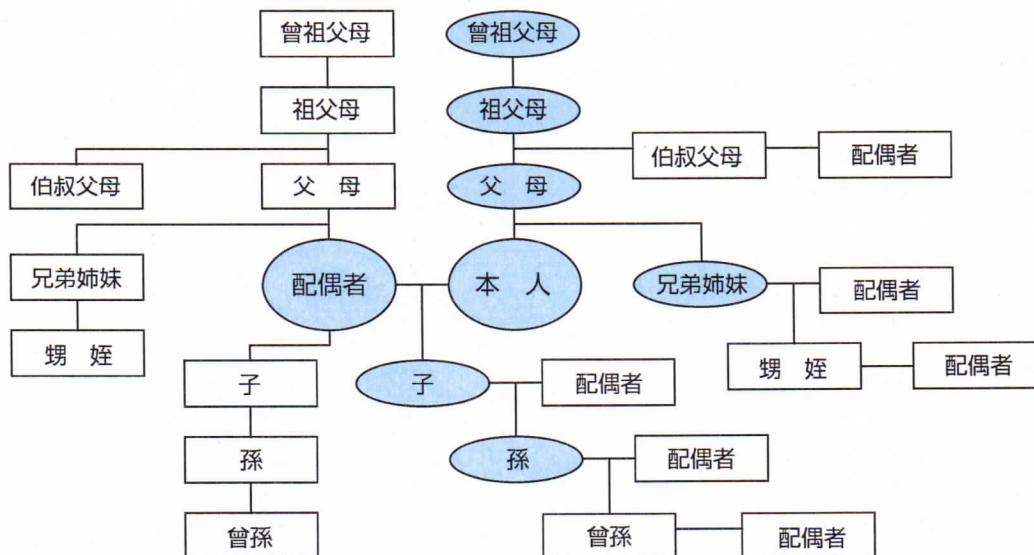 曾祖父母 曾祖父母
祖父母 祖父母
伯叔父母 配偶者
伯叔父母 父 母 父 母
兄弟姉妹 配偶者 本 人 兄弟姉妹 配偶者
甥 姪 子 子 配偶者 甥 姪 配偶者
孫 孫 配偶者
曾孫 曾孫 配偶者